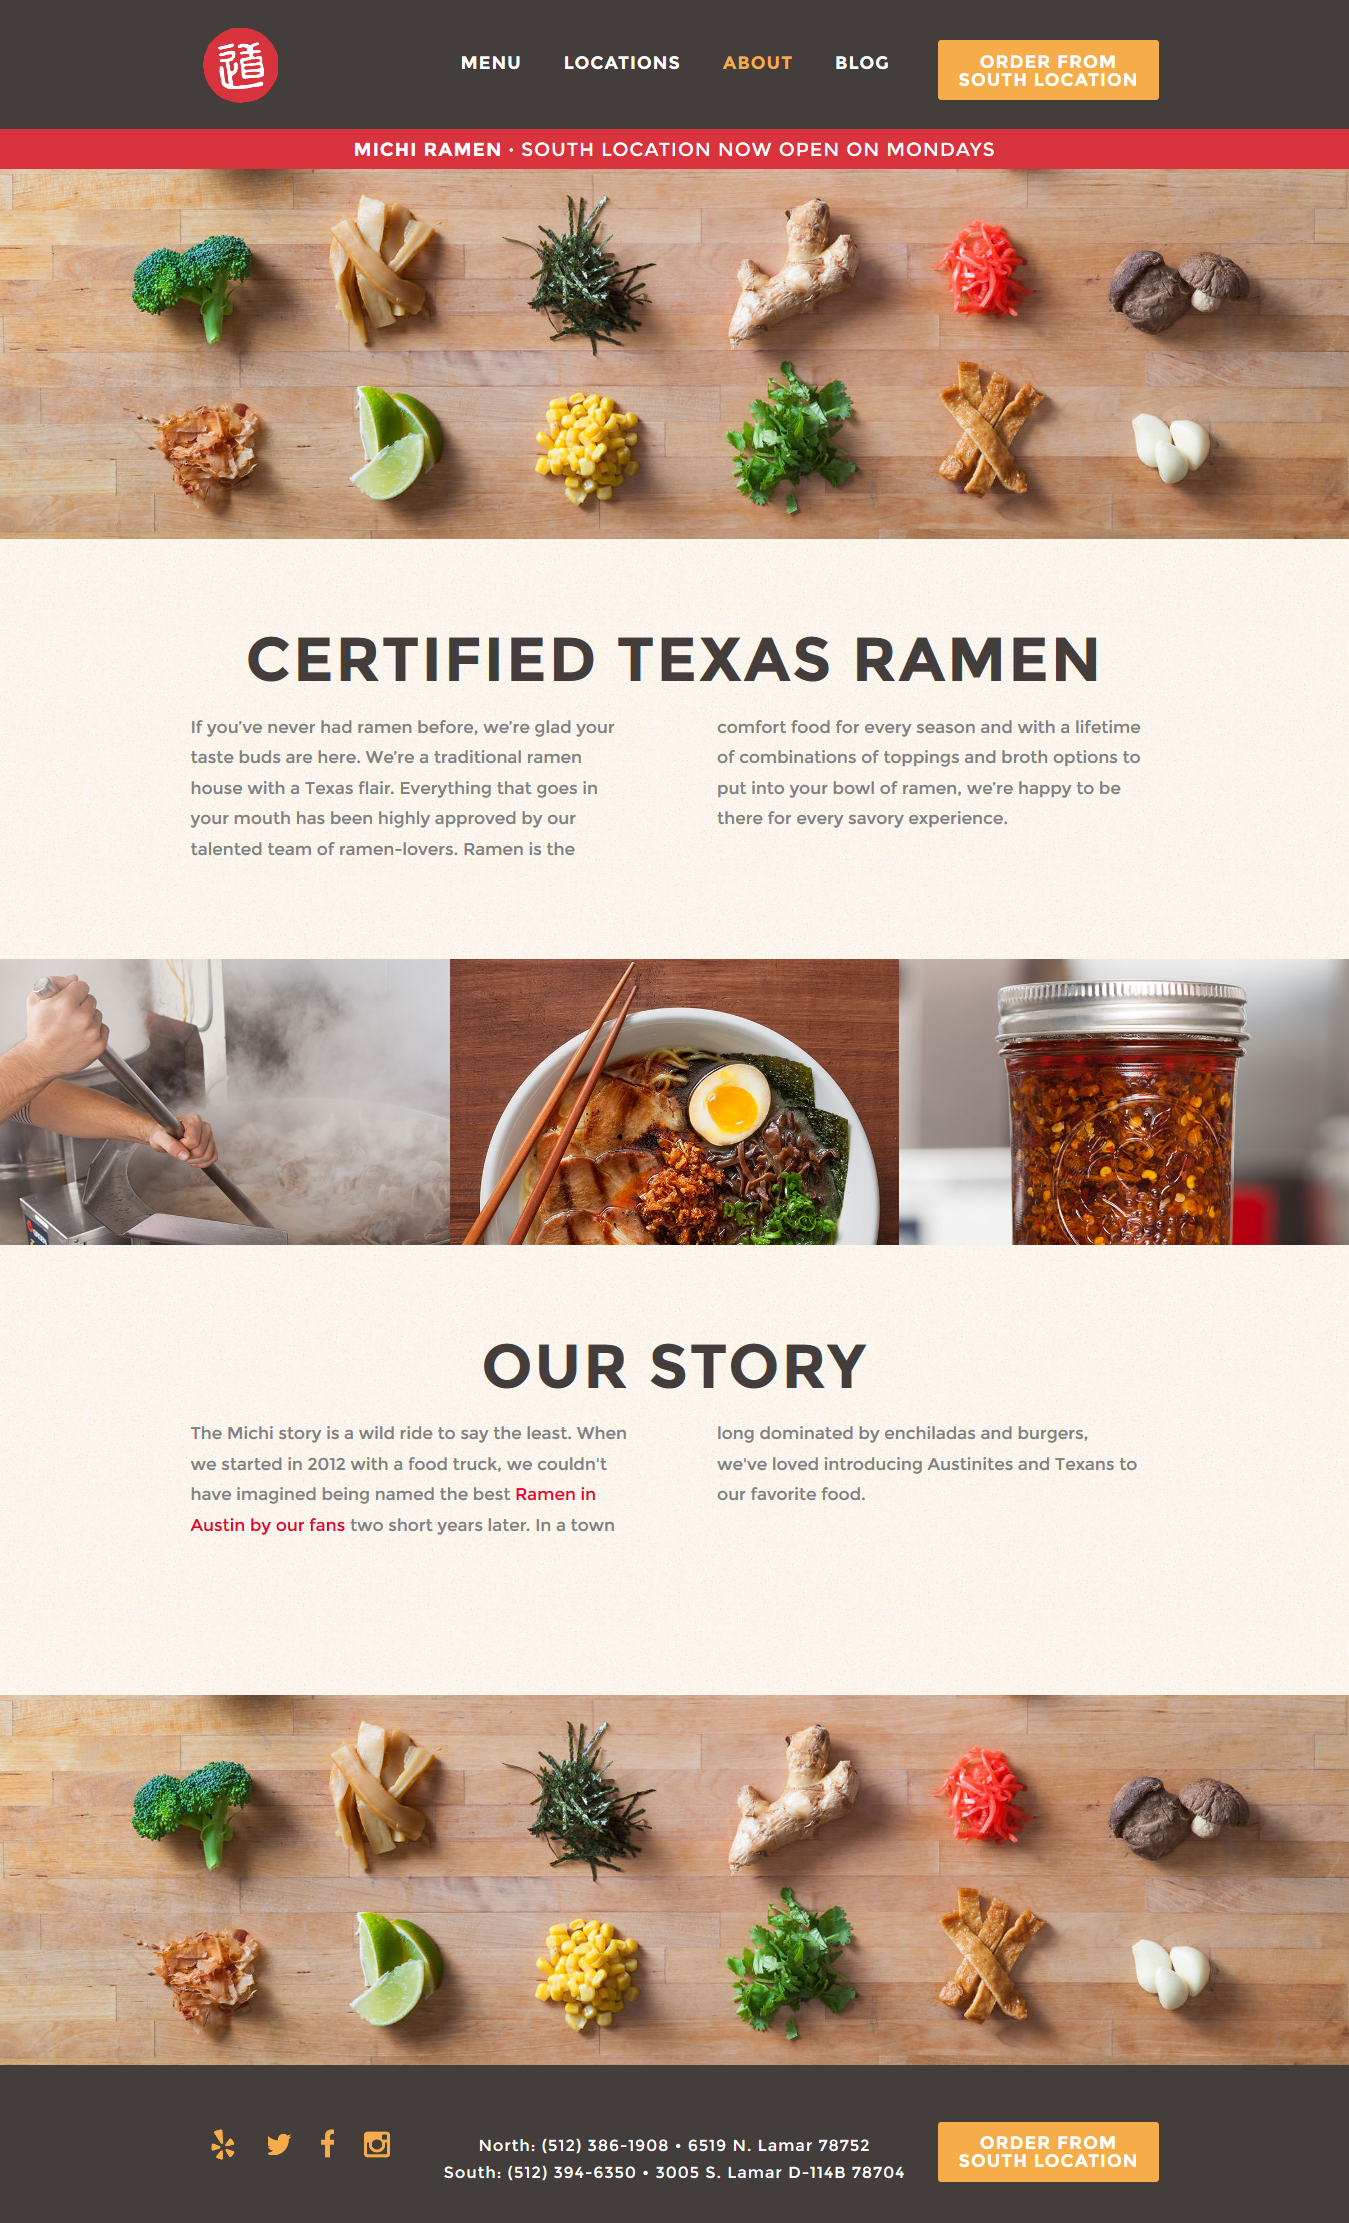 道
MENU LOCATIONS ABOUT BLOG
ORDER FROM
SOUTH LOCATION
MICHI RAMEN • SOUTH LOCATION NOW OPEN ON MONDAYS
CERTIFIED TEXAS RAMEN
If you’ve never had ramen before, we’re glad your
taste buds are here. We’re a traditional ramen
house with a Texas flair. Everything that goes in
your mouth has been highly approved by our
talented team of ramen-lovers. Ramen is the
comfort food for every season and with a lifetime
of combinations of toppings and broth options to
put into your bowl of ramen, we’re happy to be
there for every savory experience.
OUR STORY
The Michi story is a wild ride to say the least. When
we started in 2012 with a food truck, we couldn't
have imagined being named the best Ramen in
Austin by our fans two short years later. In a town
long dominated by enchiladas and burgers,
we've loved introducing Austinites and Texans to
our favorite food.
North: (512) 386-1908 • 6519 N. Lamar 78752
South: (512) 394-6350 • 3005 S. Lamar D-114B 78704
ORDER FROM
SOUTH LOCATION